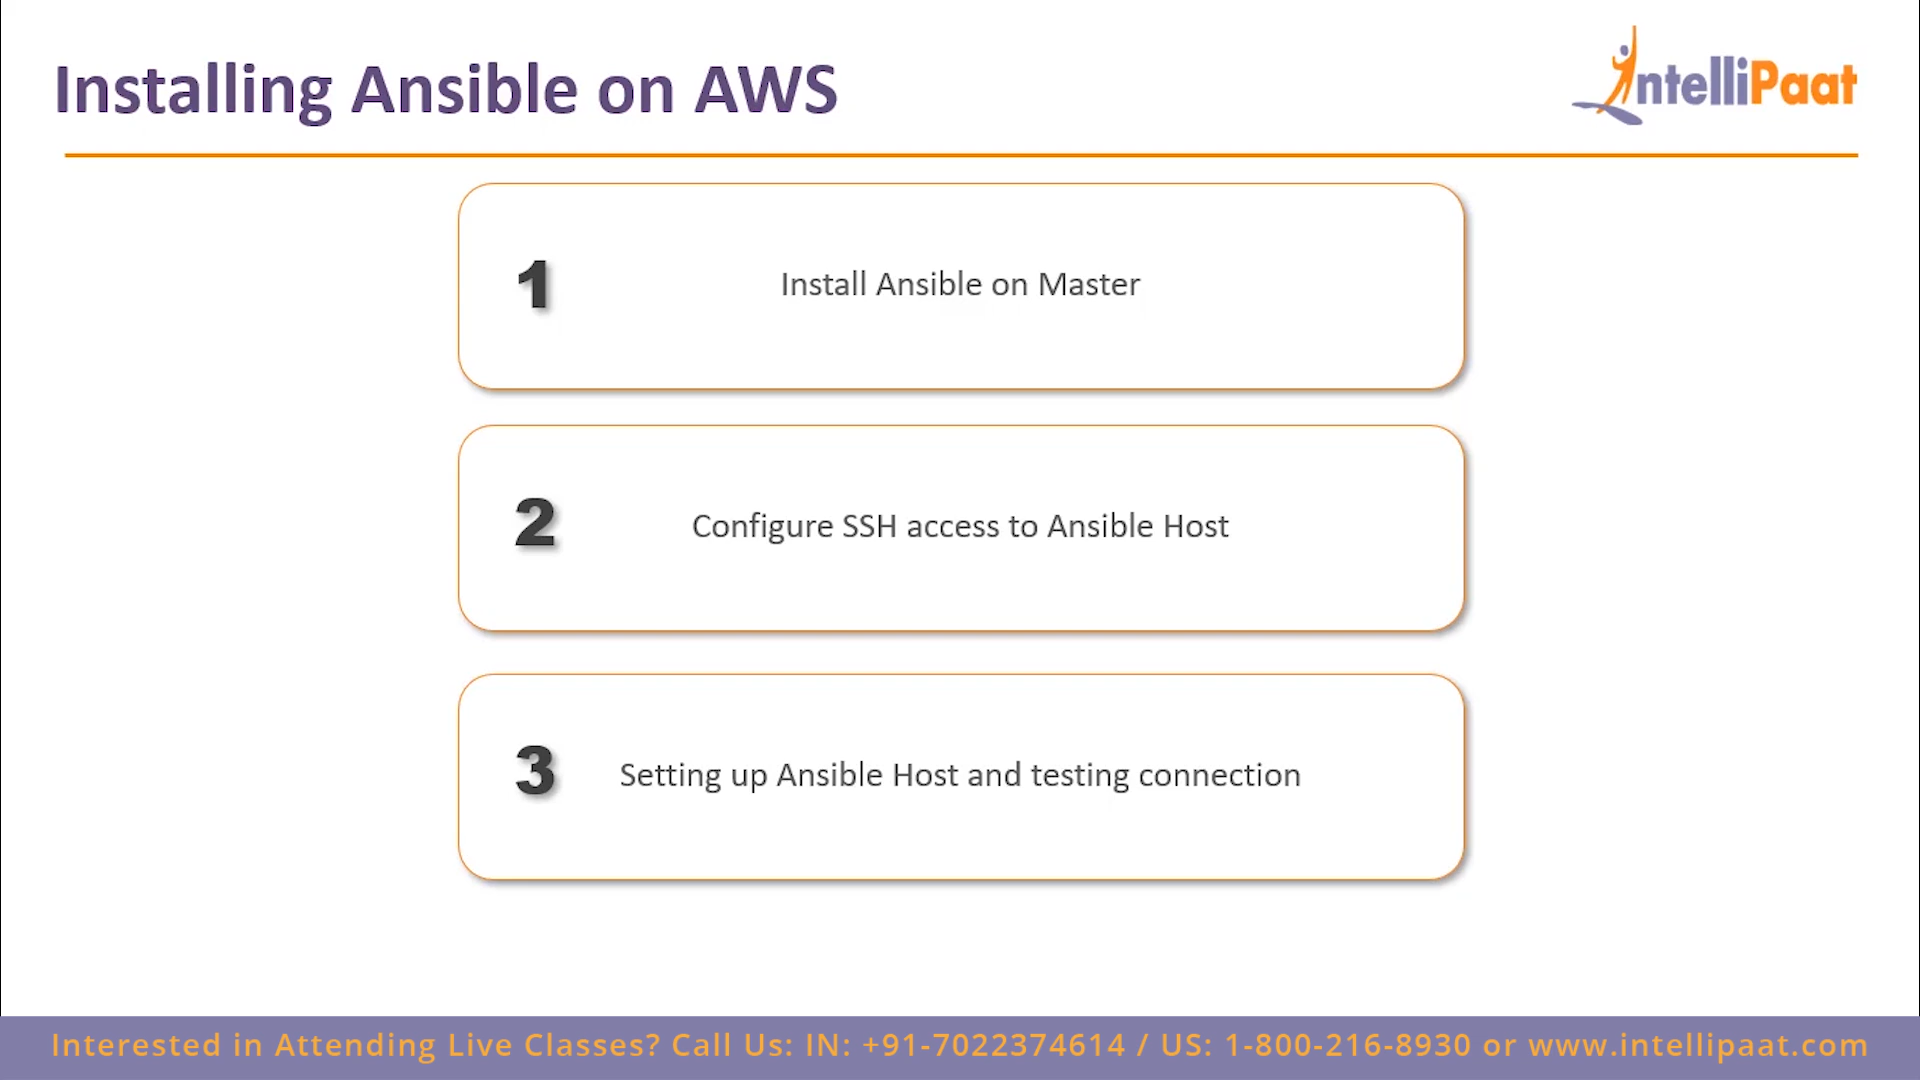 Installing Ansible on AWS
IntelliPaat
1
Install Ansible on Master
2
Configure SSH access to Ansible Host
3
Setting up Ansible Host and testing connection
Interested in Attending Live Classes? Call Us: IN: +91-7022374614 / US: 1-800-216-8930 or www.intellipaat.com